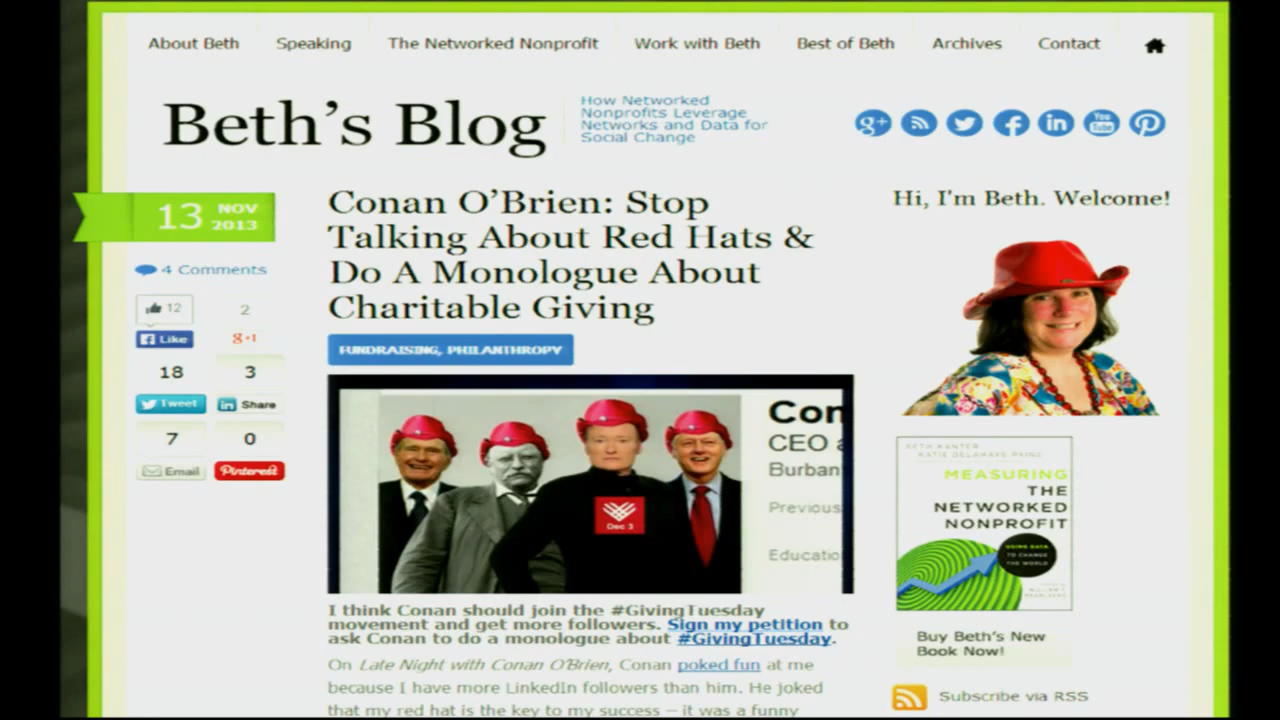 About Beth Speaking The Networked Nonprofit Work with Beth Best of Beth Archives Contact
Beth's Blog
How Networked
Nonprofits Leverage
Networks and Data for
Social Change
g+ in You Tube
13 NOV 2013
4 Comments
12
2
Like
g+1
18
3
Tweet
in Share
7
0
Email
Pinterest
Conan O'Brien: Stop
Talking About Red Hats &
Do A Monologue About
Charitable Giving
FUNDRAISING, PHILANTHROPY
Dec 3
Con
CEO a
Burban
Previous
Educatio
I think Conan should join the #GivingTuesday
movement and get more followers. Sign my petition to
ask Conan to do a monologue about #GivingTuesday.
On Late Night with Conan O'Brien, Conan poked fun at me
because I have more LinkedIn followers than him. He joked
that my red hat is the key to my success – it was a funny
Hi, I'm Beth. Welcome!
BETH KANTER
KATIE DELAHAYE PAINE
MEASURING
THE
NETWORKED
NONPROFIT
USING DATA
TO CHANGE
THE WORLD
Buy Beth's New
Book Now!
Subscribe via RSS